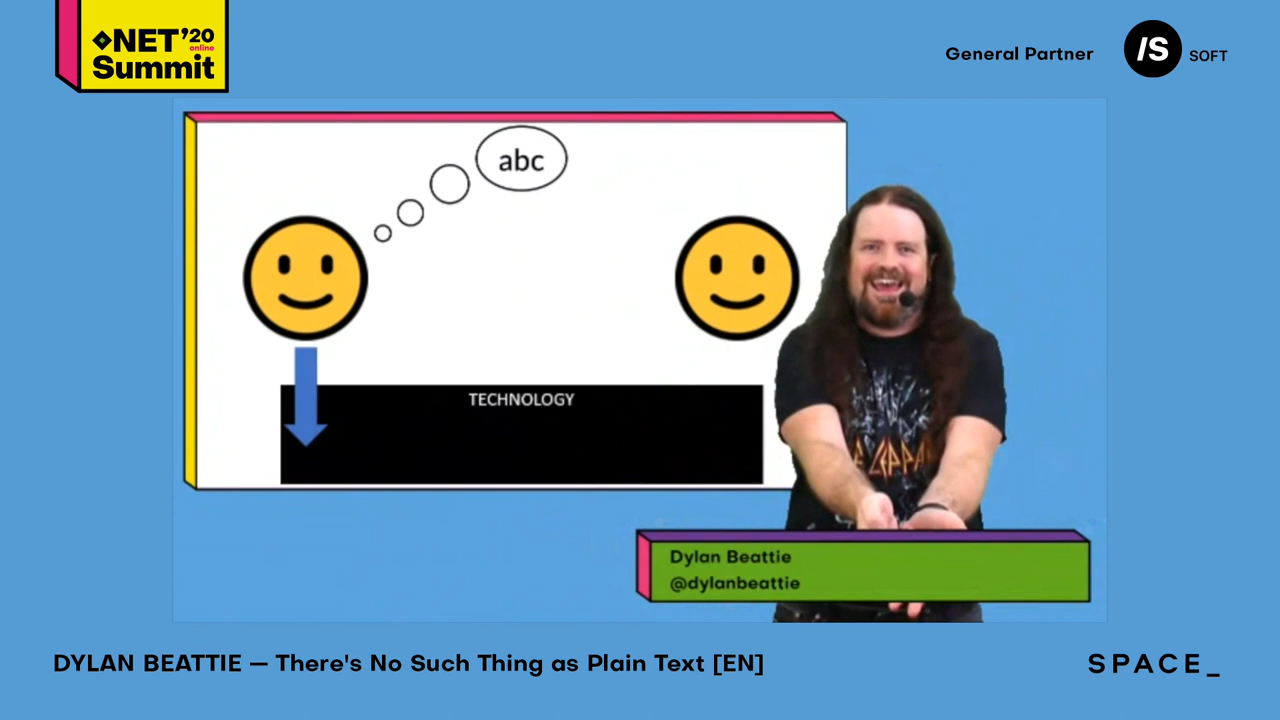 .NET'20
online
Summit
General Partner
/S SOFT
abc
TECHNOLOGY
Dylan Beattie
@dylanbeattie
DYLAN BEATTIE — There's No Such Thing as Plain Text [EN]
SPACE_